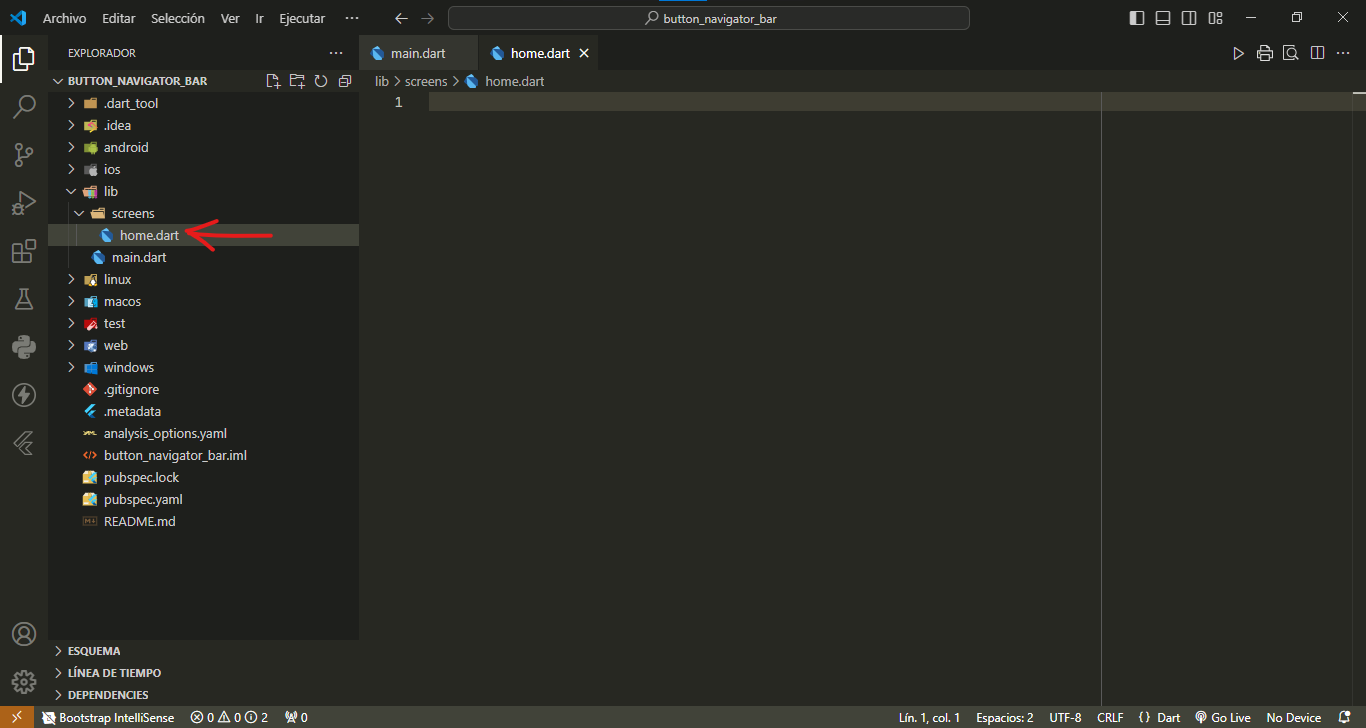 Archivo Editar Selección Ver Ir Ejecutar ··· button_navigator_bar
EXPLORADOR ···
main.dart home.dart
BUTTON_NAVIGATOR_BAR
lib > screens > home.dart
1
.dart_tool
.idea
android
ios
lib
screens
home.dart
main.dart
linux
macos
test
web
windows
.gitignore
.metadata
analysis_options.yaml
button_navigator_bar.iml
pubspec.lock
pubspec.yaml
README.md
ESQUEMA
LÍNEA DE TIEMPO
DEPENDENCIES
Bootstrap IntelliSense 0 0 2 0 Lín. 1, col. 1 Espacios: 2 UTF-8 CRLF {} Dart Go Live No Device